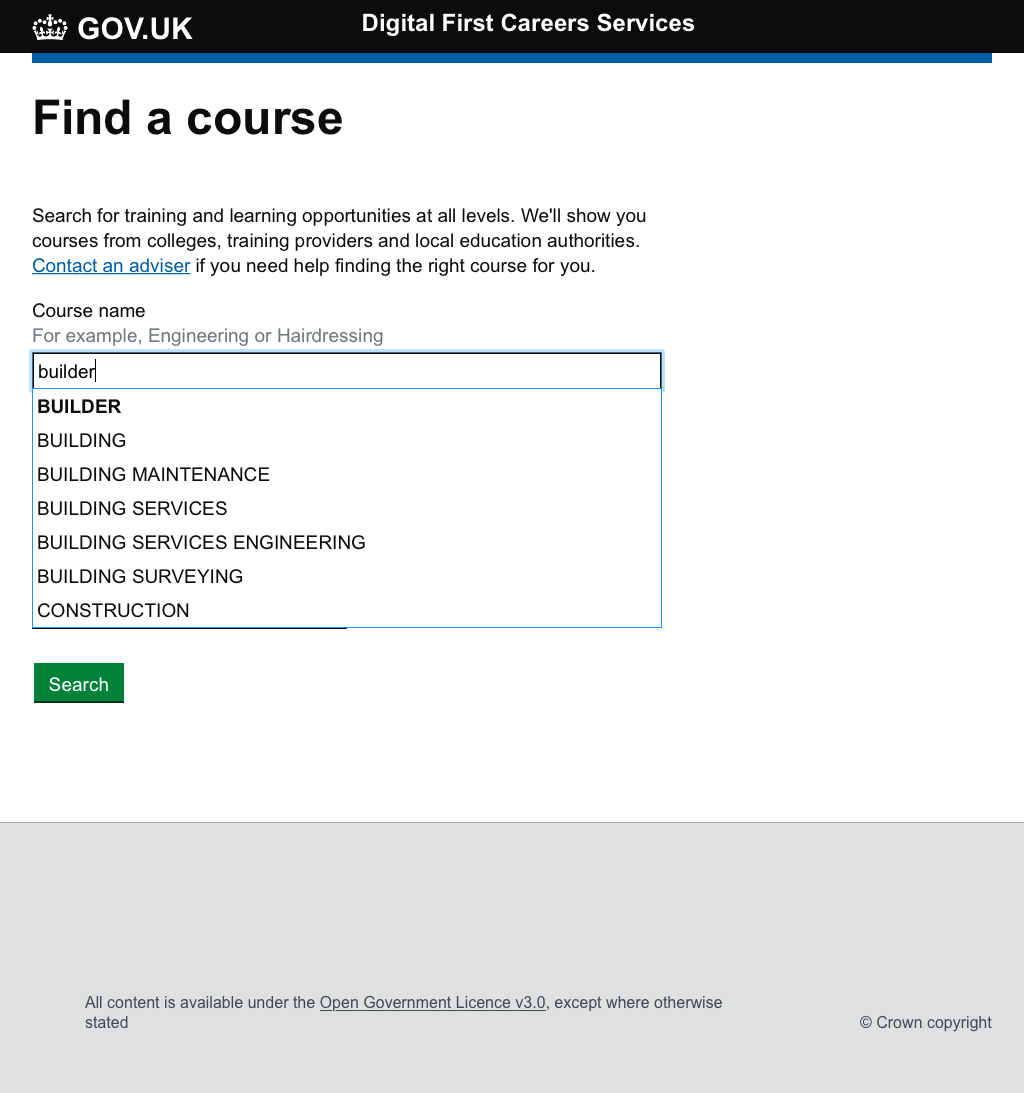 GOV.UK
Digital First Careers Services
Find a course
Search for training and learning opportunities at all levels. We'll show you
courses from colleges, training providers and local education authorities.
Contact an adviser if you need help finding the right course for you.
Course name
For example, Engineering or Hairdressing
builder
BUILDER
BUILDING
BUILDING MAINTENANCE
BUILDING SERVICES
BUILDING SERVICES ENGINEERING
BUILDING SURVEYING
CONSTRUCTION
Search
All content is available under the Open Government Licence v3.0, except where otherwise
stated
© Crown copyright